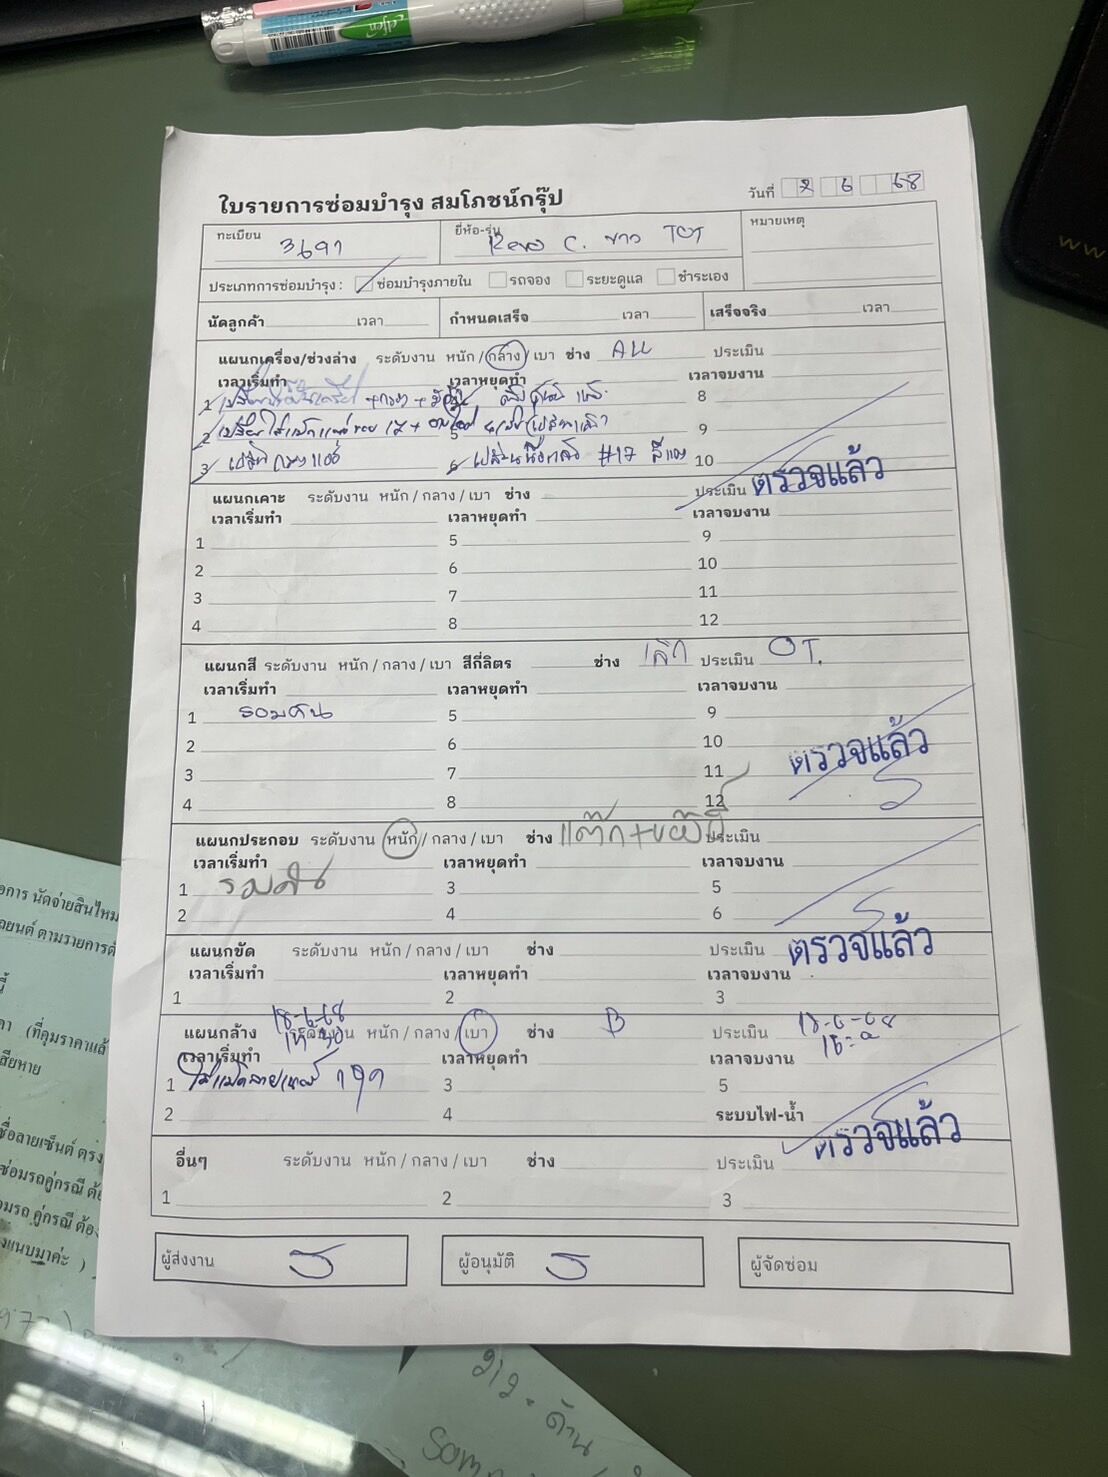 ใบรายการซ่อมบำรุง สมโภชน์กรุ๊ป
วันที่ 2 6 68
ทะเบียน 3697 ยี่ห้อ-รุ่น Revo C. ขาว TOT หมายเหตุ
ประเภทการซ่อมบำรุง : ซ่อมบำรุงภายใน รถจอง ระยะดูแล ชำระเอง
นัดลูกค้า เวลา กำหนดเสร็จ เวลา เสร็จจริง เวลา
แผนกเครื่อง/ช่วงล่าง ระดับงาน หนัก / กลาง / เบา ช่าง ALL ประเมิน
เวลาเริ่มทำ เวลาหยุดทำ เวลาจบงาน
1 8
2 5 9
3 6 #17 10
ตรวจแล้ว
แผนกเคาะ ระดับงาน หนัก / กลาง / เบา ช่าง ประเมิน
เวลาเริ่มทำ เวลาหยุดทำ เวลาจบงาน
1 5 9
2 6 10
3 7 11
4 8 12
แผนกสี ระดับงาน หนัก / กลาง / เบา สีกี่ลิตร ช่าง เล็ก ประเมิน OT.
เวลาเริ่มทำ เวลาหยุดทำ เวลาจบงาน
1 รอบคัน 5 9
2 6 10
3 7 11
4 8 12
ตรวจแล้ว
แผนกประกอบ ระดับงาน หนัก / กลาง / เบา ช่าง ประเมิน
เวลาเริ่มทำ เวลาหยุดทำ เวลาจบงาน
1 รอบคัน 3 5
2 4 6
ตรวจแล้ว
แผนกขัด ระดับงาน หนัก / กลาง / เบา ช่าง ประเมิน
เวลาเริ่มทำ เวลาหยุดทำ เวลาจบงาน
1 2 3
แผนกล้าง 18-6-68 ระดับงาน หนัก / กลาง / เบา ช่าง B ประเมิน 18-6-68
เวลาเริ่มทำ เวลาหยุดทำ เวลาจบงาน
1 3 5
2 4 ระบบไฟ-น้ำ
ตรวจแล้ว
อื่นๆ ระดับงาน หนัก / กลาง / เบา ช่าง ประเมิน
1 2 3
ผู้ส่งงาน ผู้อนุมัติ ผู้จัดซ่อม